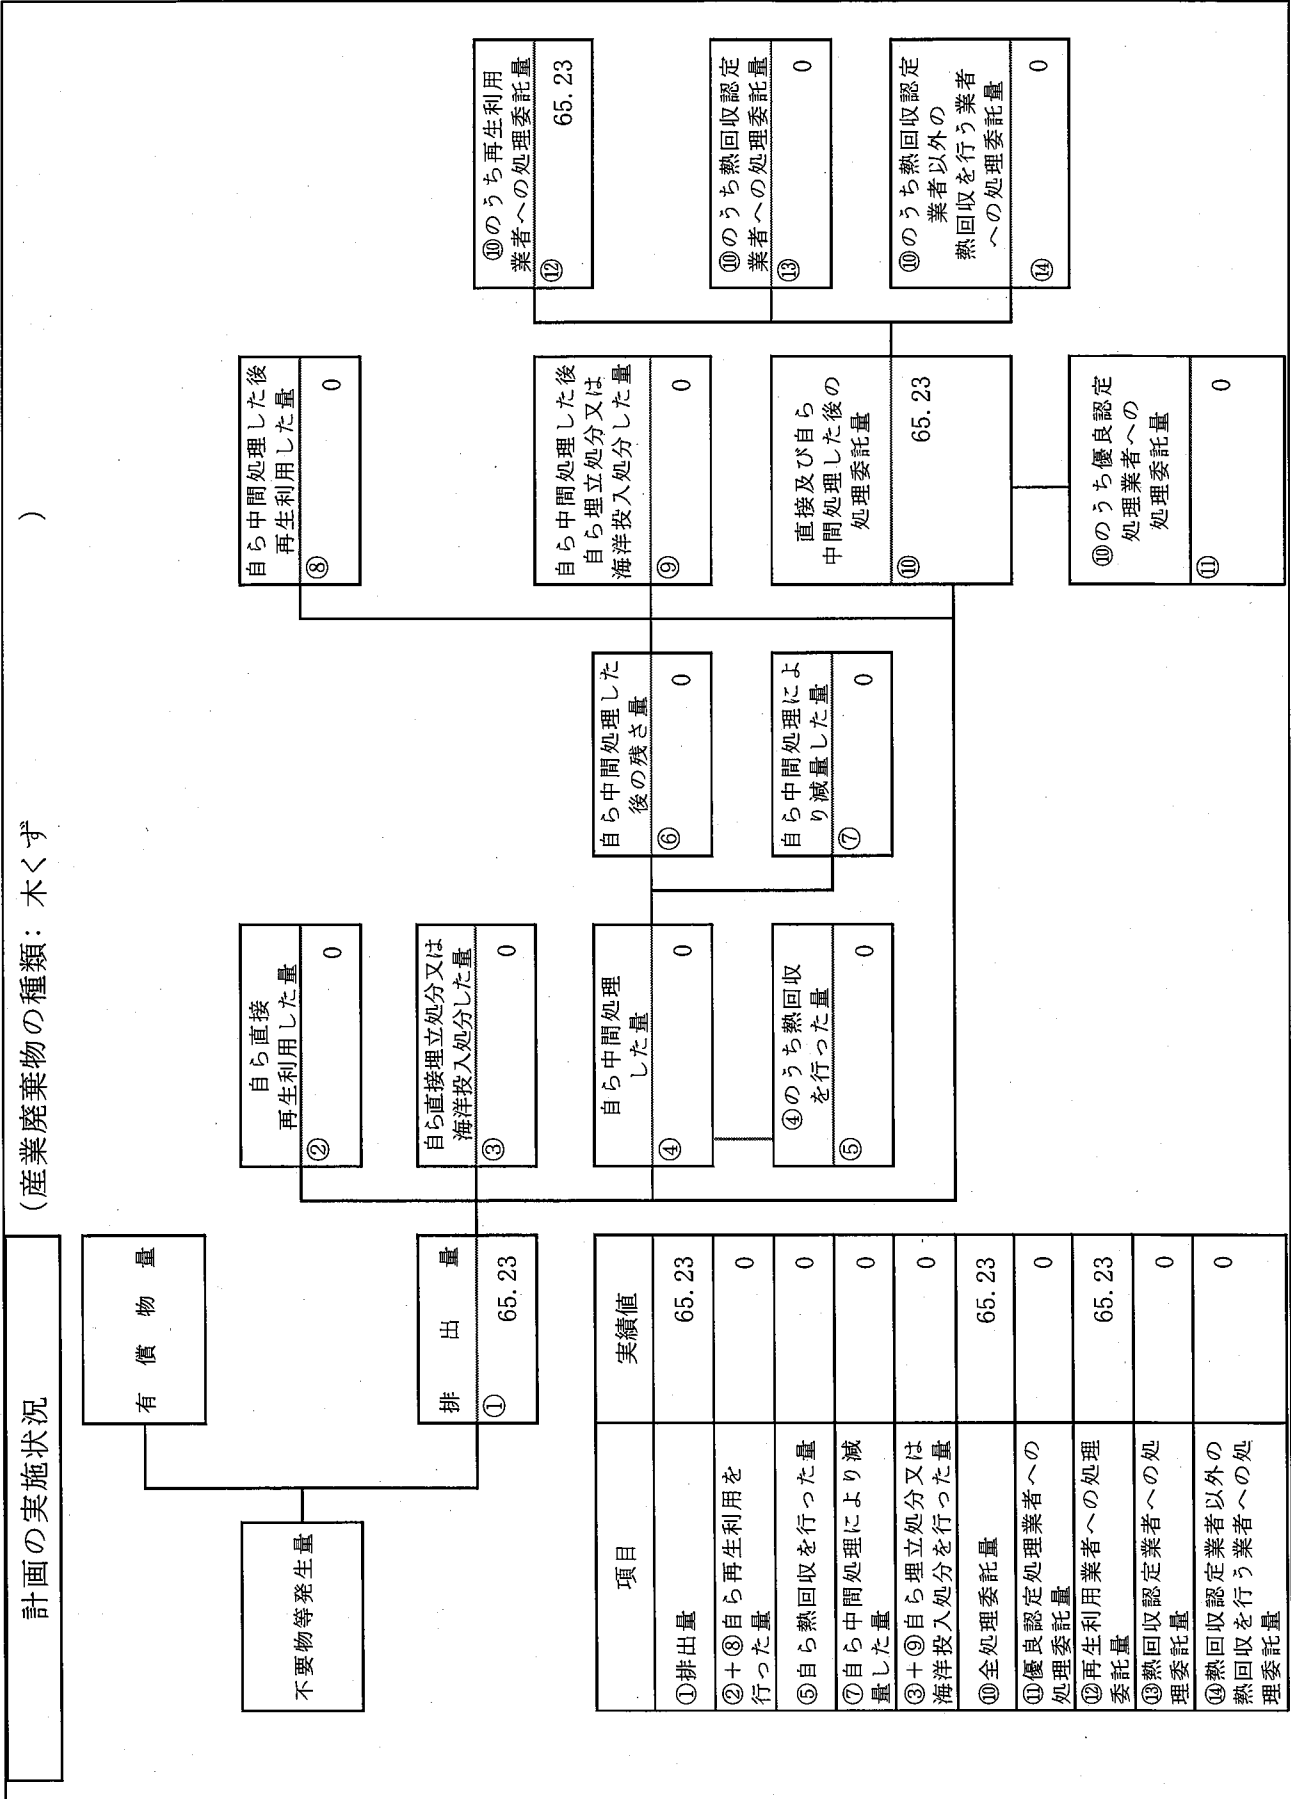 計画の実施状況
（産業廃棄物の種類：木くず　　　　　　　　　　）
不要物等発生量
有償物量
排出量
① 65.23
自ら直接
再生利用した量
② 0
自ら直接埋立処分又は
海洋投入処分した量
③ 0
自ら中間処理
した量
④ 0
④のうち熱回収
を行った量
⑤ 0
自ら中間処理した
後の残さ量
⑥ 0
自ら中間処理によ
り減量した量
⑦ 0
自ら中間処理した後
再生利用した量
⑧ 0
自ら中間処理した後
自ら埋立処分又は
海洋投入処分した量
⑨ 0
直接及び自ら
中間処理した後の
処理委託量
⑩ 65.23
⑩のうち優良認定
処理業者への
処理委託量
⑪ 0
⑩のうち再生利用
業者への処理委託量
⑫ 65.23
⑩のうち熱回収認定
業者への処理委託量
⑬ 0
⑩のうち熱回収認定
業者以外の
熱回収を行う業者
への処理委託量
⑭ 0
項目 実績値
①排出量 65.23
②＋⑧自ら再生利用を
行った量 0
⑤自ら熱回収を行った量 0
⑦自ら中間処理により減
量した量 0
③＋⑨自ら埋立処分又は
海洋投入処分を行った量 0
⑩全処理委託量 65.23
⑪優良認定処理業者への
処理委託量 0
⑫再生利用業者への処理
委託量 65.23
⑬熱回収認定業者への処
理委託量 0
⑭熱回収認定業者以外の
熱回収を行う業者への処
理委託量 0